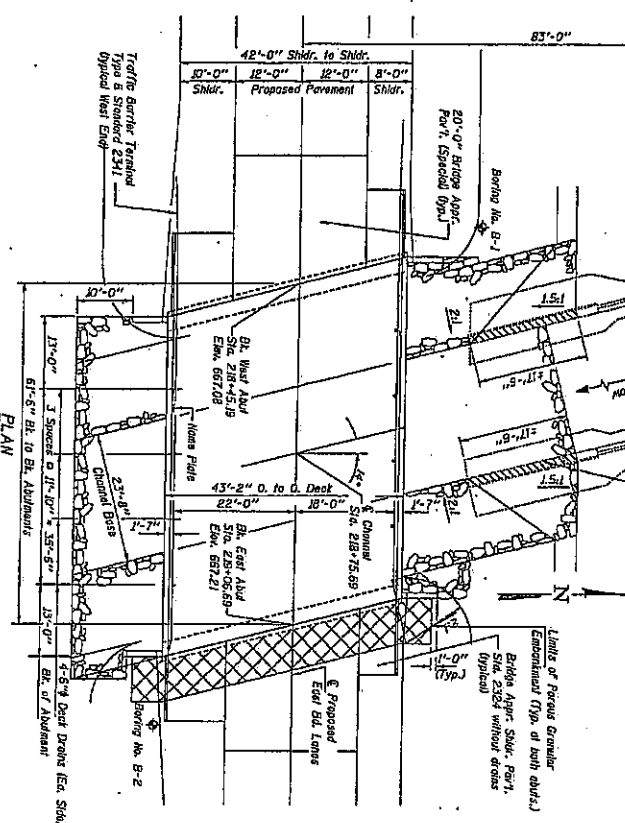 83'-0"
42'-0" Shldr. to Shldr.
10'-0"
12'-0"
12'-0"
8'-0"
Shldr.
Proposed Pavement
Shldr.
Traffic Barrier Terminal
Type 6 Standard 2341
(typical West End)
20'-0" Bridge Appr.
Pav't. (Special) (typ.)
Boring No. B-1
10'-0"
2:1
1.5:1
±17'-6"
Bk. West Abut
Sta. 218+45.19
Elev. 667.08
±17'-6"
1.5:1
2:1
13'-0"
3 Spaces @ 11'-10" = 35'-6"
13'-0"
61'-6" Bk. to Bk. Abutments
PLAN
Name Plate
23'-8"
Channel Base
14°
43'-2" O. to O. Deck
22'-0"
18'-0"
1'-7"
1'-7"
℄ Channel
Sta. 218+75.69
Bk. East Abut
Sta. 219+06.69
Elev. 667.21
N
1'-0"
(Typ.)
Limits of Porous Granular
Embankment (Typ. at both abuts.)
Bridge Appr. Shldr. Pav't.
Std. 2324 without drains
(typical)
℄ Proposed
East Bd. Lanes
Boring No. B-2
4-6"φ Deck Drains (Ea. Side)
Bk. of Abutment